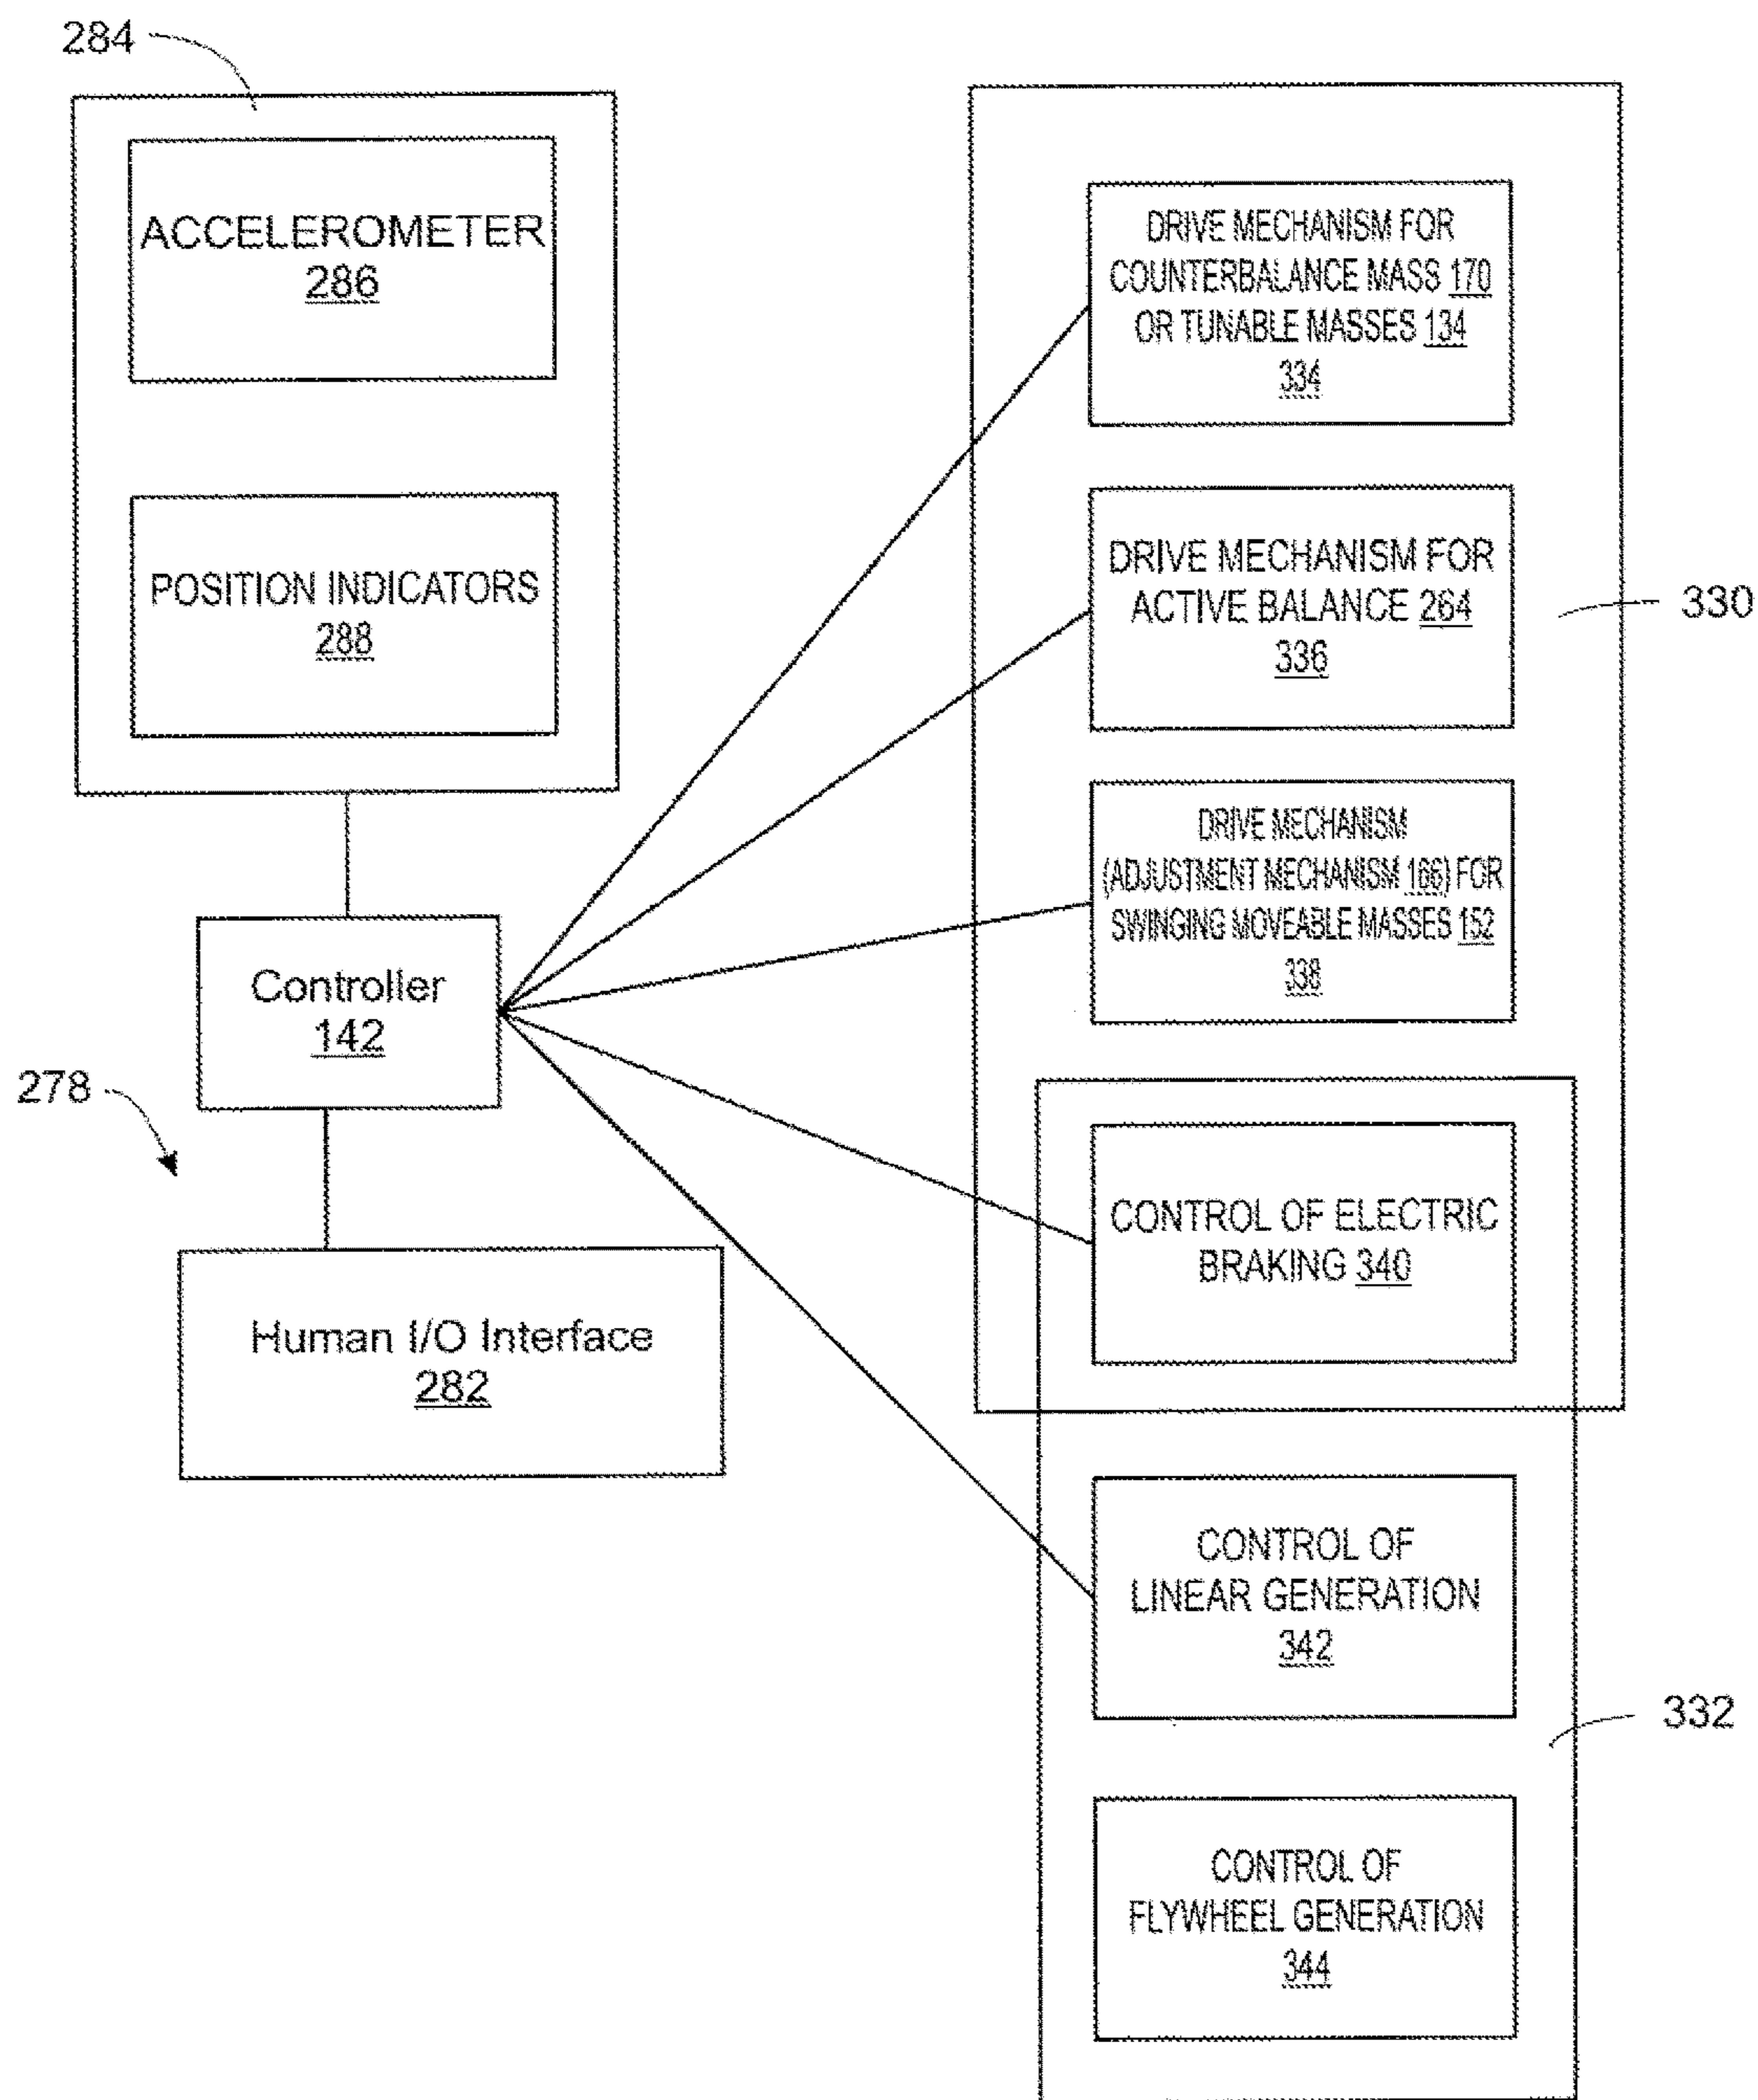 284
ACCELEROMETER
286
POSITION INDICATORS
288
Controller
142
278
Human I/O Interface
282
DRIVE MECHANISM FOR
COUNTERBALANCE MASS 170
OR TUNABLE MASSES 134
334
DRIVE MECHANISM FOR
ACTIVE BALANCE 264
336
330
DRIVE MECHANISM
(ADJUSTMENT MECHANISM 166) FOR
SWINGING MOVEABLE MASSES 152
338
CONTROL OF ELECTRIC
BRAKING 340
CONTROL OF
LINEAR GENERATION
342
332
CONTROL OF
FLYWHEEL GENERATION
344